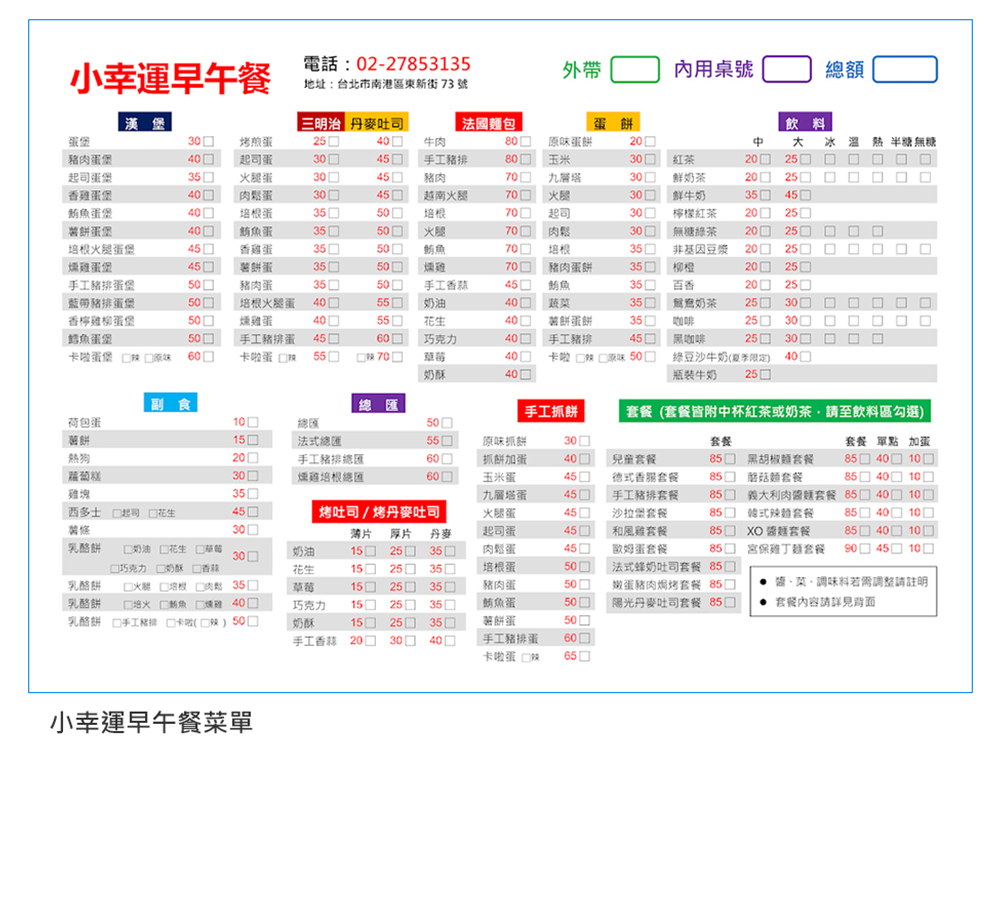 小幸運早午餐
電話：02-27853135
地址：台北市南港區東新街 73 號
外帶
內用桌號
總額
漢 堡
蛋堡 30□
豬肉蛋堡 40□
起司蛋堡 35□
香雞蛋堡 40□
鮪魚蛋堡 40□
薯餅蛋堡 40□
培根火腿蛋堡 45□
燻雞蛋堡 45□
手工豬排蛋堡 50□
藍帶豬排蛋堡 50□
香檸雞柳蛋堡 50□
鱈魚蛋堡 50□
卡啦蛋堡 □辣 □原味 60□
三明治 丹麥吐司
烤煎蛋 25□ 40□
起司蛋 30□ 45□
火腿蛋 30□ 45□
肉鬆蛋 30□ 45□
培根蛋 35□ 50□
鮪魚蛋 35□ 50□
香雞蛋 35□ 50□
薯餅蛋 35□ 50□
豬肉蛋 35□ 50□
培根火腿蛋 40□ 55□
燻雞蛋 40□ 55□
手工豬排蛋 45□ 60□
卡啦蛋 □辣 55□ □辣 70□
法國麵包
牛肉 80□
手工豬排 80□
豬肉 70□
越南火腿 70□
培根 70□
火腿 70□
鮪魚 70□
燻雞 70□
手工香蒜 45□
奶油 40□
花生 40□
巧克力 40□
草莓 40□
奶酥 40□
蛋 餅
原味蛋餅 20□
玉米 30□
九層塔 30□
火腿 30□
起司 30□
肉鬆 30□
培根 35□
豬肉蛋餅 35□
鮪魚 35□
蔬菜 35□
薯餅蛋餅 35□
手工豬排 45□
卡啦 □辣 □原味 50□
飲 料
中 大 冰 溫 熱 半糖 無糖
紅茶 20□ 25□ □ □ □ □ □
鮮奶茶 20□ 25□ □ □ □ □ □
鮮牛奶 35□ 45□
檸檬紅茶 20□ 25□
無糖綠茶 20□ 25□ □ □ □
非基因豆漿 20□ 25□ □ □ □ □ □
柳橙 20□ 25□
百香 20□ 25□
鴛鴦奶茶 25□ 30□ □ □ □ □ □
咖啡 25□ 30□ □ □ □ □ □
黑咖啡 25□ 30□ □ □ □
綠豆沙牛奶(夏季限定) 40□
瓶裝牛奶 25□
副 食
荷包蛋 10□
薯餅 15□
熱狗 20□
蘿蔔糕 30□
雞塊 35□
西多士 □起司 □花生 45□
薯條 30□
乳酪餅 □奶油 □花生 □草莓 30□
□巧克力 □奶酥 □香蒜
乳酪餅 □火腿 □培根 □肉鬆 35□
乳酪餅 □培火 □鮪魚 □燻雞 40□
乳酪餅 □手工豬排 □卡啦( □辣 ) 50□
總 匯
總匯 50□
法式總匯 55□
手工豬排總匯 60□
燻雞培根總匯 60□
烤吐司 / 烤丹麥吐司
薄片 厚片 丹麥
奶油 15□ 25□ 35□
花生 15□ 25□ 35□
草莓 15□ 25□ 35□
巧克力 15□ 25□ 35□
奶酥 15□ 25□ 35□
手工香蒜 20□ 30□ 40□
手工抓餅
原味抓餅 30□
抓餅加蛋 40□
玉米蛋 45□
九層塔蛋 45□
火腿蛋 45□
起司蛋 45□
肉鬆蛋 45□
培根蛋 50□
豬肉蛋 50□
鮪魚蛋 50□
薯餅蛋 50□
手工豬排蛋 60□
卡啦蛋 □辣 65□
套餐 (套餐皆附中杯紅茶或奶茶．請至飲料區勾選)
套餐
兒童套餐 85□
德式香腸套餐 85□
手工豬排套餐 85□
沙拉堡套餐 85□
和風雞套餐 85□
歐姆蛋套餐 85□
法式蜂奶吐司套餐 85□
嫩蛋豬肉焗烤套餐 85□
陽光丹麥吐司套餐 85□
套餐 單點 加蛋
黑胡椒麵套餐 85□ 40□ 10□
蘑菇麵套餐 85□ 40□ 10□
義大利肉醬麵套餐 85□ 40□ 10□
韓式辣麵套餐 85□ 40□ 10□
XO 醬麵套餐 85□ 40□ 10□
宮保雞丁麵套餐 90□ 45□ 10□
● 醬、菜、調味料若需調整請註明
● 套餐內容請詳見背面
小幸運早午餐菜單